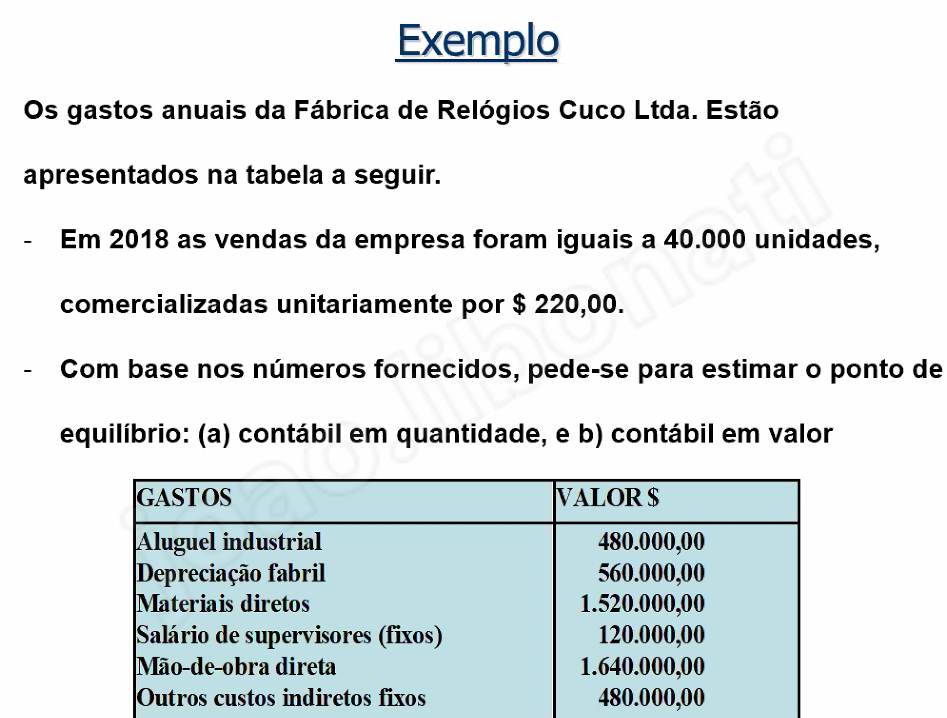 Exemplo
Os gastos anuais da Fábrica de Relógios Cuco Ltda. Estão
apresentados na tabela a seguir.
- Em 2018 as vendas da empresa foram iguais a 40.000 unidades,
comercializadas unitariamente por $ 220,00.
- Com base nos números fornecidos, pede-se para estimar o ponto de
equilíbrio: (a) contábil em quantidade, e b) contábil em valor
GASTOS VALOR $
Aluguel industrial 480.000,00
Depreciação fabril 560.000,00
Materiais diretos 1.520.000,00
Salário de supervisores (fixos) 120.000,00
Mão-de-obra direta 1.640.000,00
Outros custos indiretos fixos 480.000,00
joao.libonati